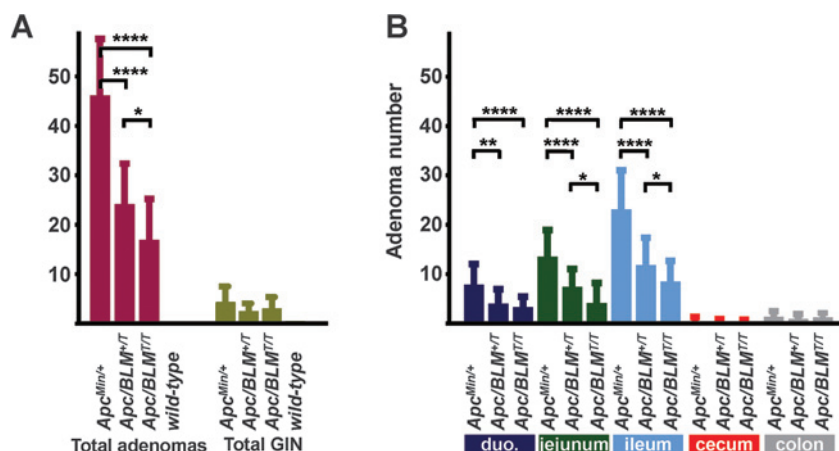 A
50
40
30
20
10
****
****
*
Apc^Min/+
Apc/BLM^+/T
Apc/BLM^T/T
wild-type
Apc^Min/+
Apc/BLM^+/T
Apc/BLM^T/T
wild-type
Total adenomas
Total GIN
B
Adenoma number
50
40
30
20
10
****
**
****
****
*
****
****
*
Apc^Min/+
Apc/BLM^+/T
Apc/BLM^T/T
Apc^Min/+
Apc/BLM^+/T
Apc/BLM^T/T
Apc^Min/+
Apc/BLM^+/T
Apc/BLM^T/T
Apc^Min/+
Apc/BLM^+/T
Apc/BLM^T/T
Apc^Min/+
Apc/BLM^+/T
Apc/BLM^T/T
duo.
jejunum
ileum
cecum
colon